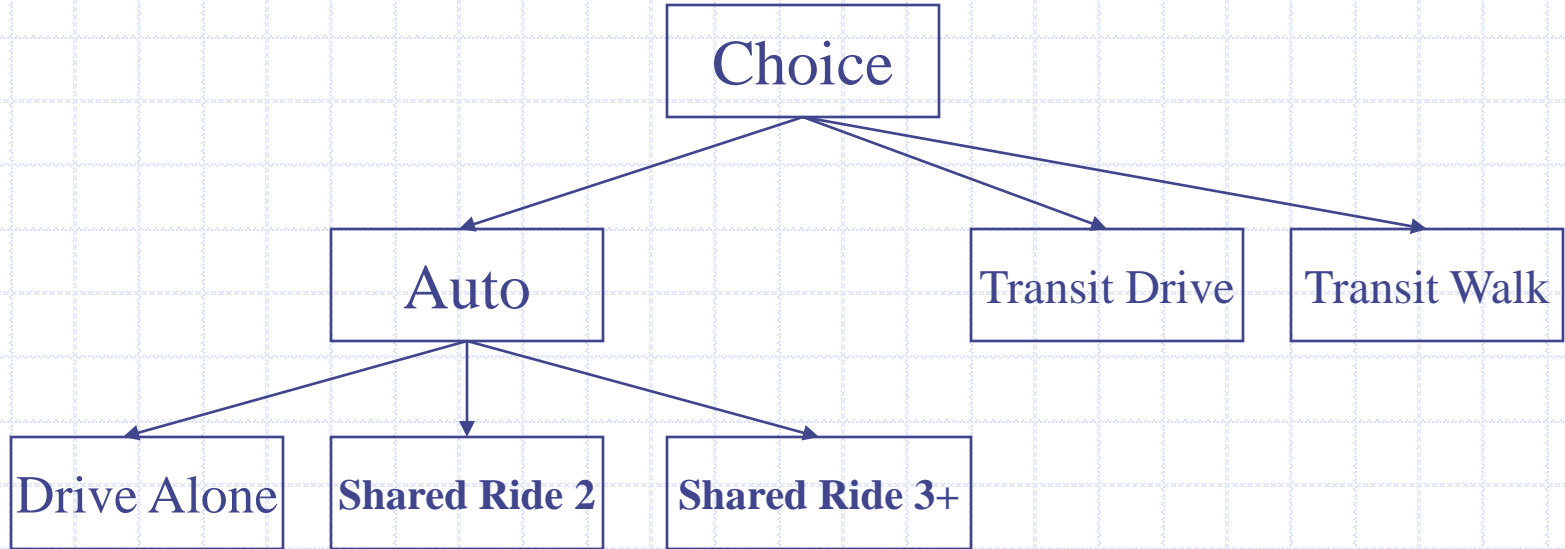 Choice
Auto
Transit Drive
Transit Walk
Drive Alone
Shared Ride 2
Shared Ride 3+